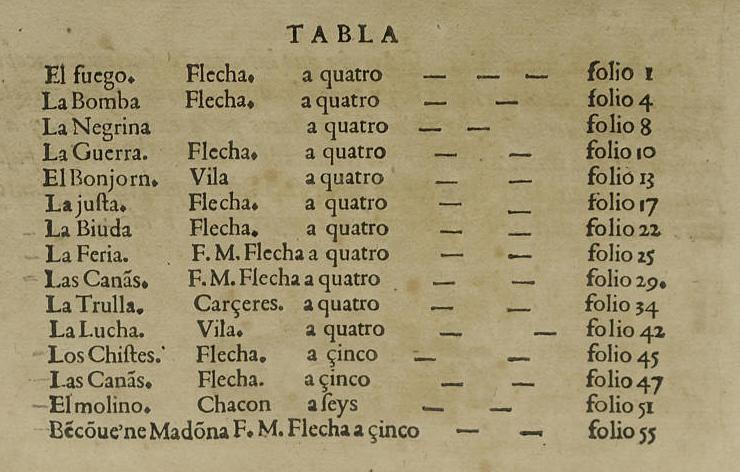 TABLA
El fuego. Flecha. a quatro — — — folio 1
La Bomba Flecha. a quatro — — folio 4
La Negrina a quatro — — folio 8
La Guerra. Flecha. a quatro — — folio 10
El Bonjorn. Vila a quatro — — folio 13
La juſta. Flecha. a quatro — — folio 17
La Biuda Flecha. a quatro — — folio 22
La Feria. F. M. Flecha a quatro — — folio 25
Las Canãs. F. M. Flecha a quatro — — folio 29.
La Trulla. Carçeres. a quatro — — folio 34
La Lucha. Vila. a quatro — — folio 42
Los Chiſtes. Flecha. a çinco — — folio 45
Las Canãs. Flecha. a çinco — — folio 47
El molino. Chacon a ſeys — — folio 51
Bẽcõue'ne Madõna F. M. Flecha a çinco — — folio 55